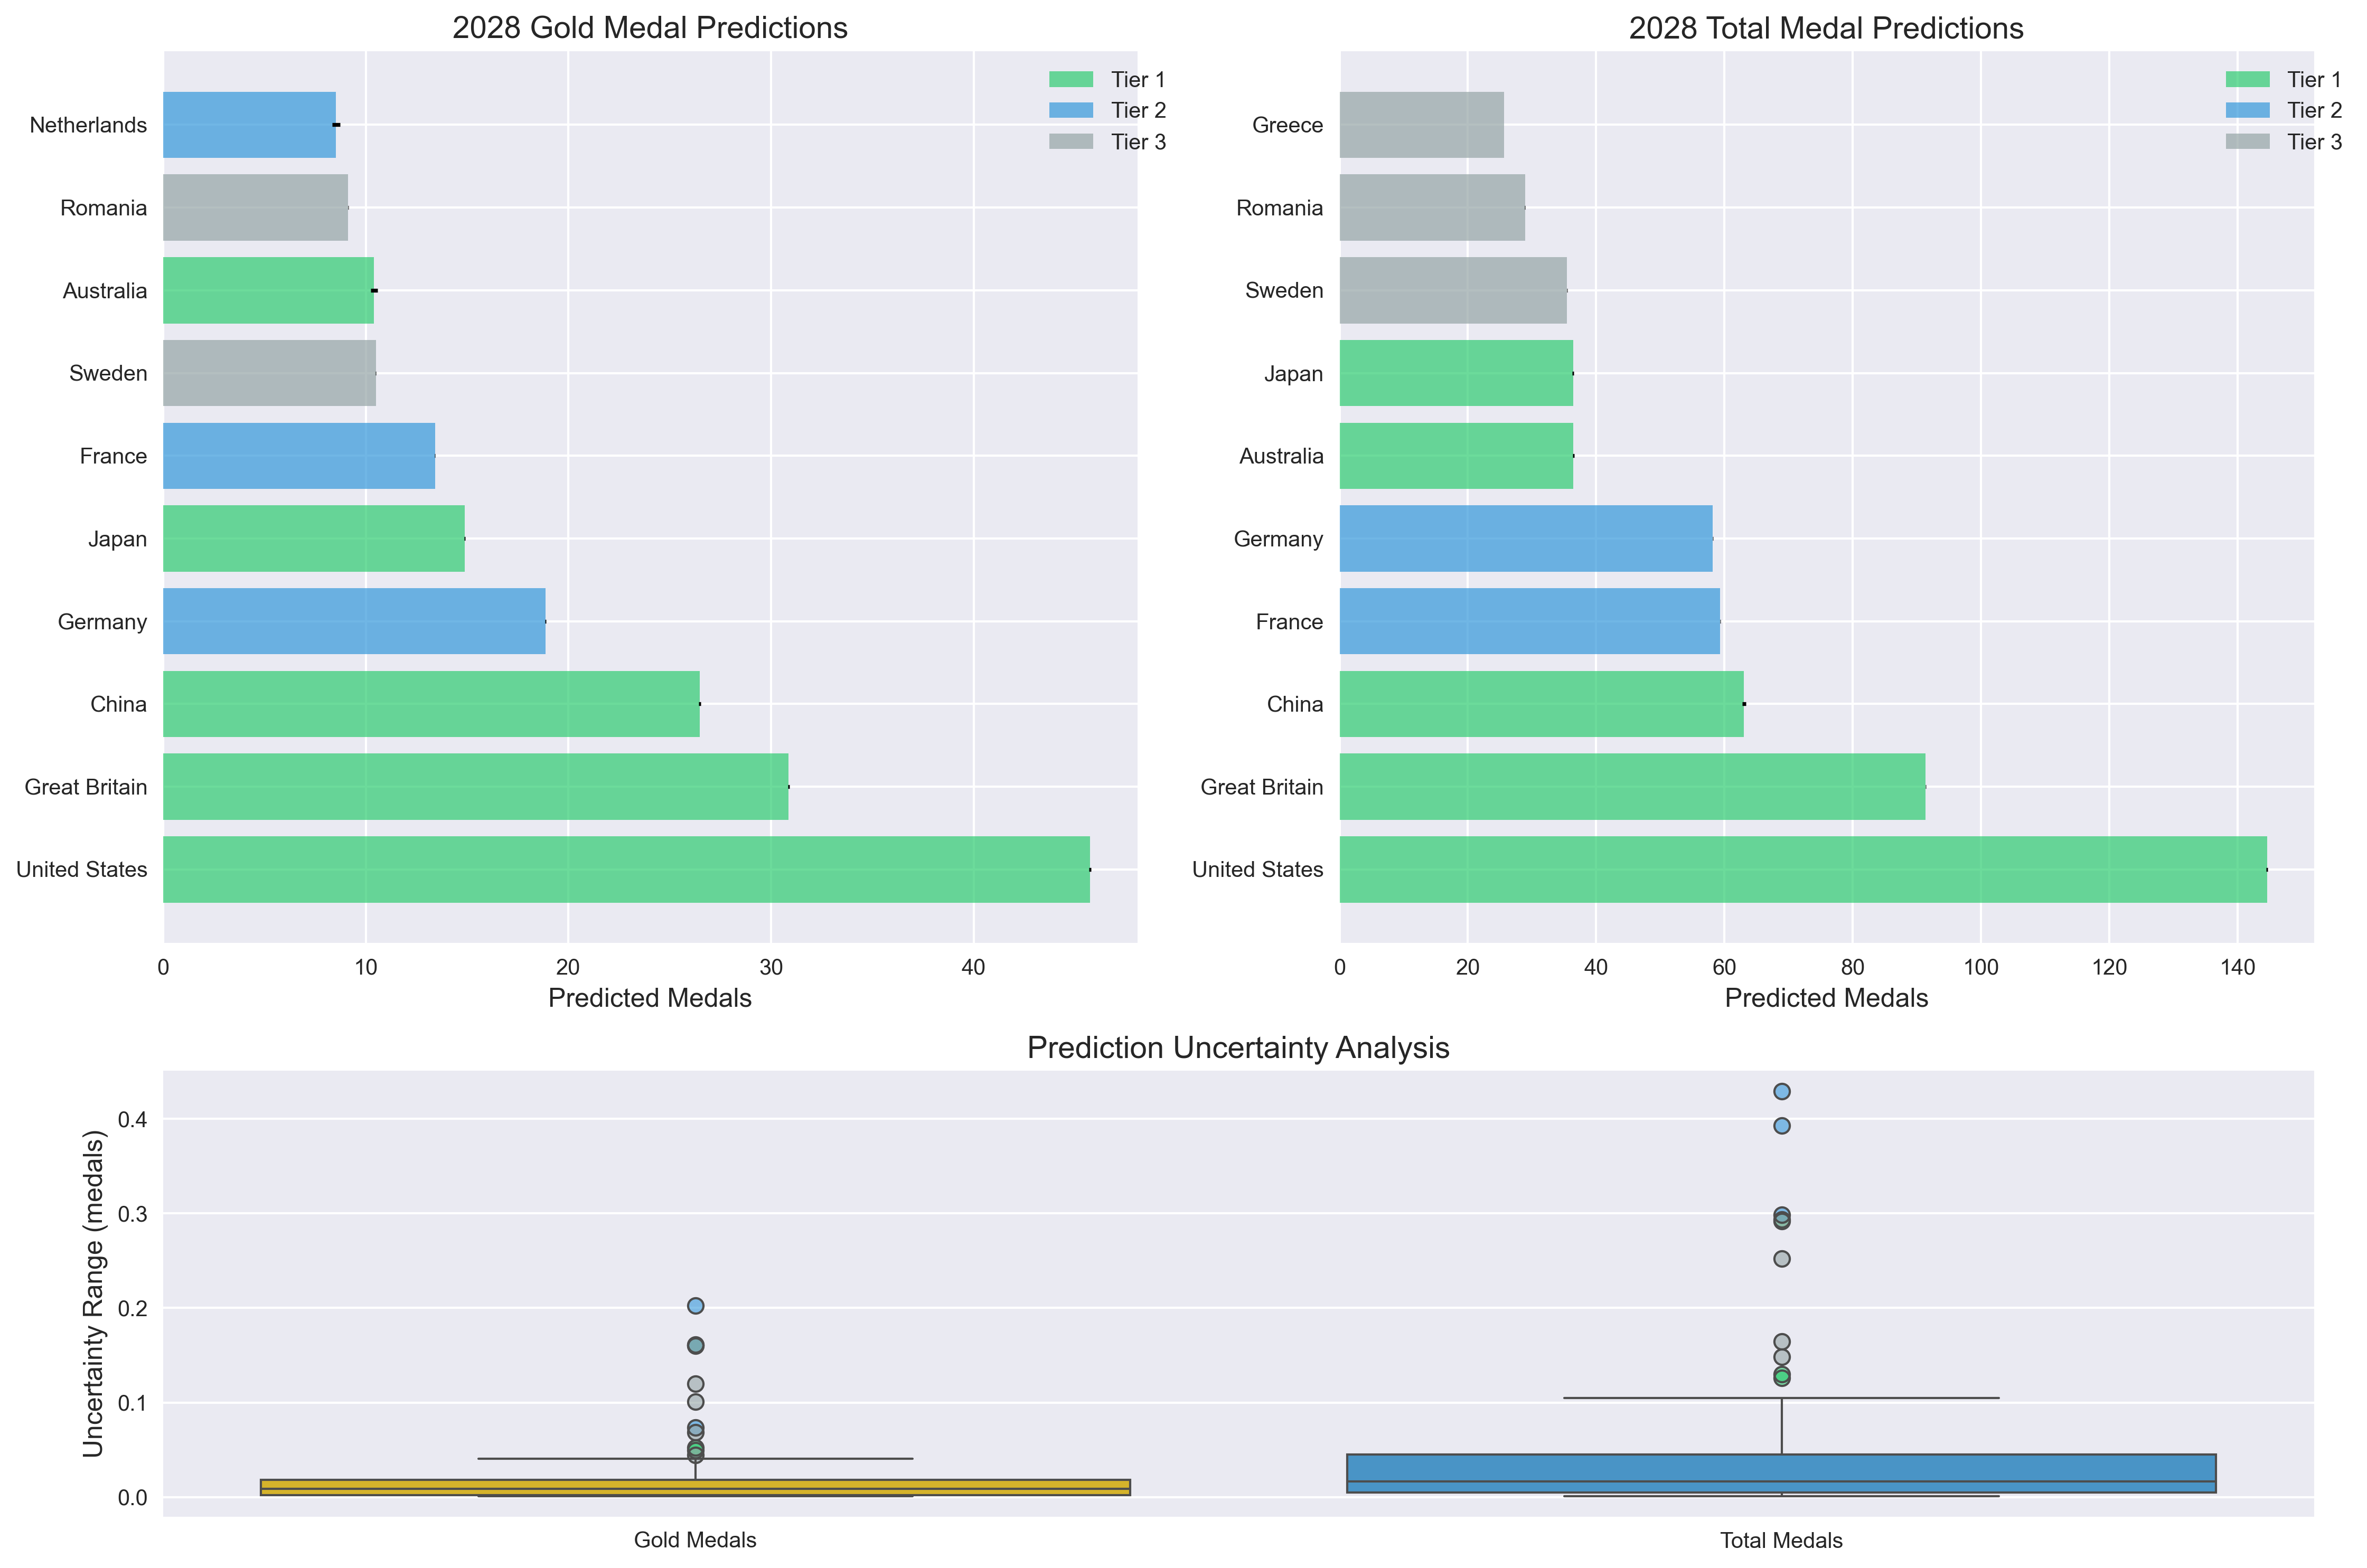 2028 Gold Medal Predictions
Tier 1
Tier 2
Tier 3
Netherlands
Romania
Australia
Sweden
France
Japan
Germany
China
Great Britain
United States
0 10 20 30 40
Predicted Medals
2028 Total Medal Predictions
Tier 1
Tier 2
Tier 3
Greece
Romania
Sweden
Japan
Australia
Germany
France
China
Great Britain
United States
0 20 40 60 80 100 120 140
Predicted Medals
Prediction Uncertainty Analysis
Uncertainty Range (medals)
0.4
0.3
0.2
0.1
0.0
Gold Medals Total Medals